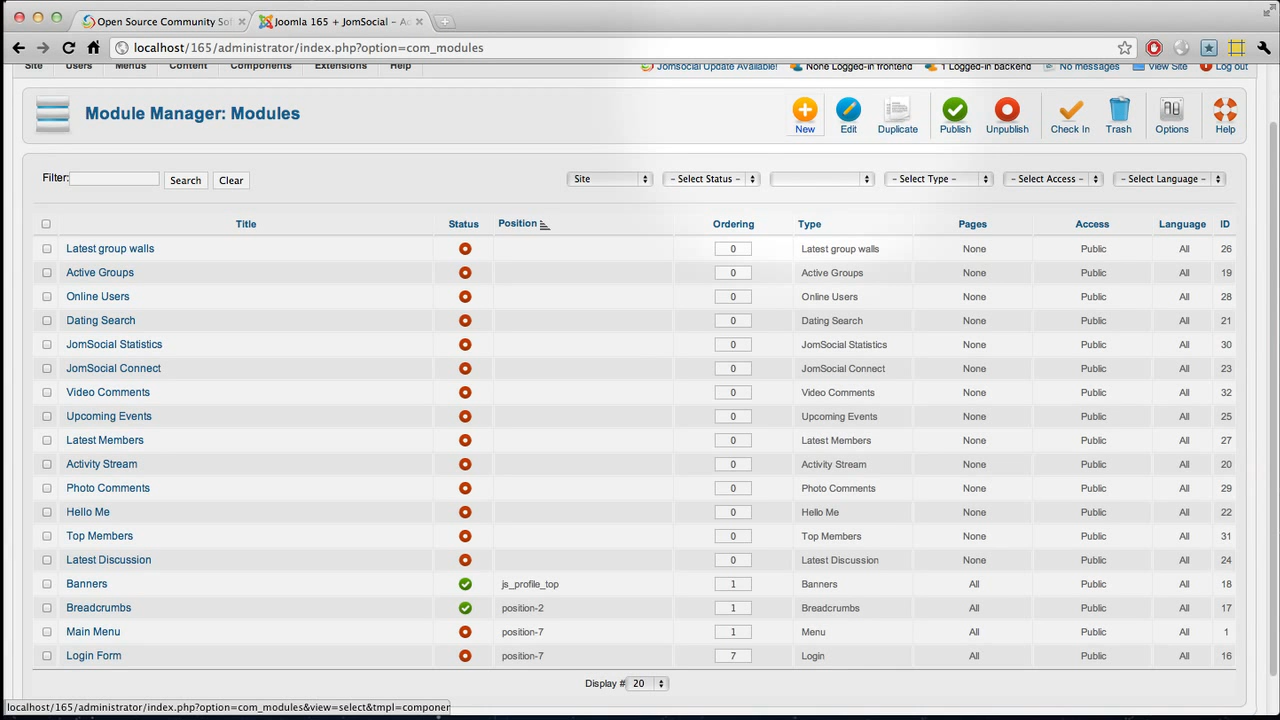 Open Source Community Sof
Joomla 165 + JomSocial – Ac
localhost/165/administrator/index.php?option=com_modules
Site Users Menus Content Components Extensions Help Jomsocial Update Available! None Logged-in frontend 1 Logged-in backend No messages View Site Log out
Module Manager: Modules
New Edit Duplicate Publish Unpublish Check In Trash Options Help
Filter: Search Clear Site - Select Status - - Select Type - - Select Access - - Select Language -
Title Status Position Ordering Type Pages Access Language ID
Latest group walls 0 Latest group walls None Public All 26
Active Groups 0 Active Groups None Public All 19
Online Users 0 Online Users None Public All 28
Dating Search 0 Dating Search None Public All 21
JomSocial Statistics 0 JomSocial Statistics None Public All 30
JomSocial Connect 0 JomSocial Connect None Public All 23
Video Comments 0 Video Comments None Public All 32
Upcoming Events 0 Upcoming Events None Public All 25
Latest Members 0 Latest Members None Public All 27
Activity Stream 0 Activity Stream None Public All 20
Photo Comments 0 Photo Comments None Public All 29
Hello Me 0 Hello Me None Public All 22
Top Members 0 Top Members None Public All 31
Latest Discussion 0 Latest Discussion None Public All 24
Banners js_profile_top 1 Banners All Public All 18
Breadcrumbs position-2 1 Breadcrumbs All Public All 17
Main Menu position-7 1 Menu All Public All 1
Login Form position-7 7 Login All Public All 16
Display # 20
localhost/165/administrator/index.php?option=com_modules&view=select&tmpl=componen